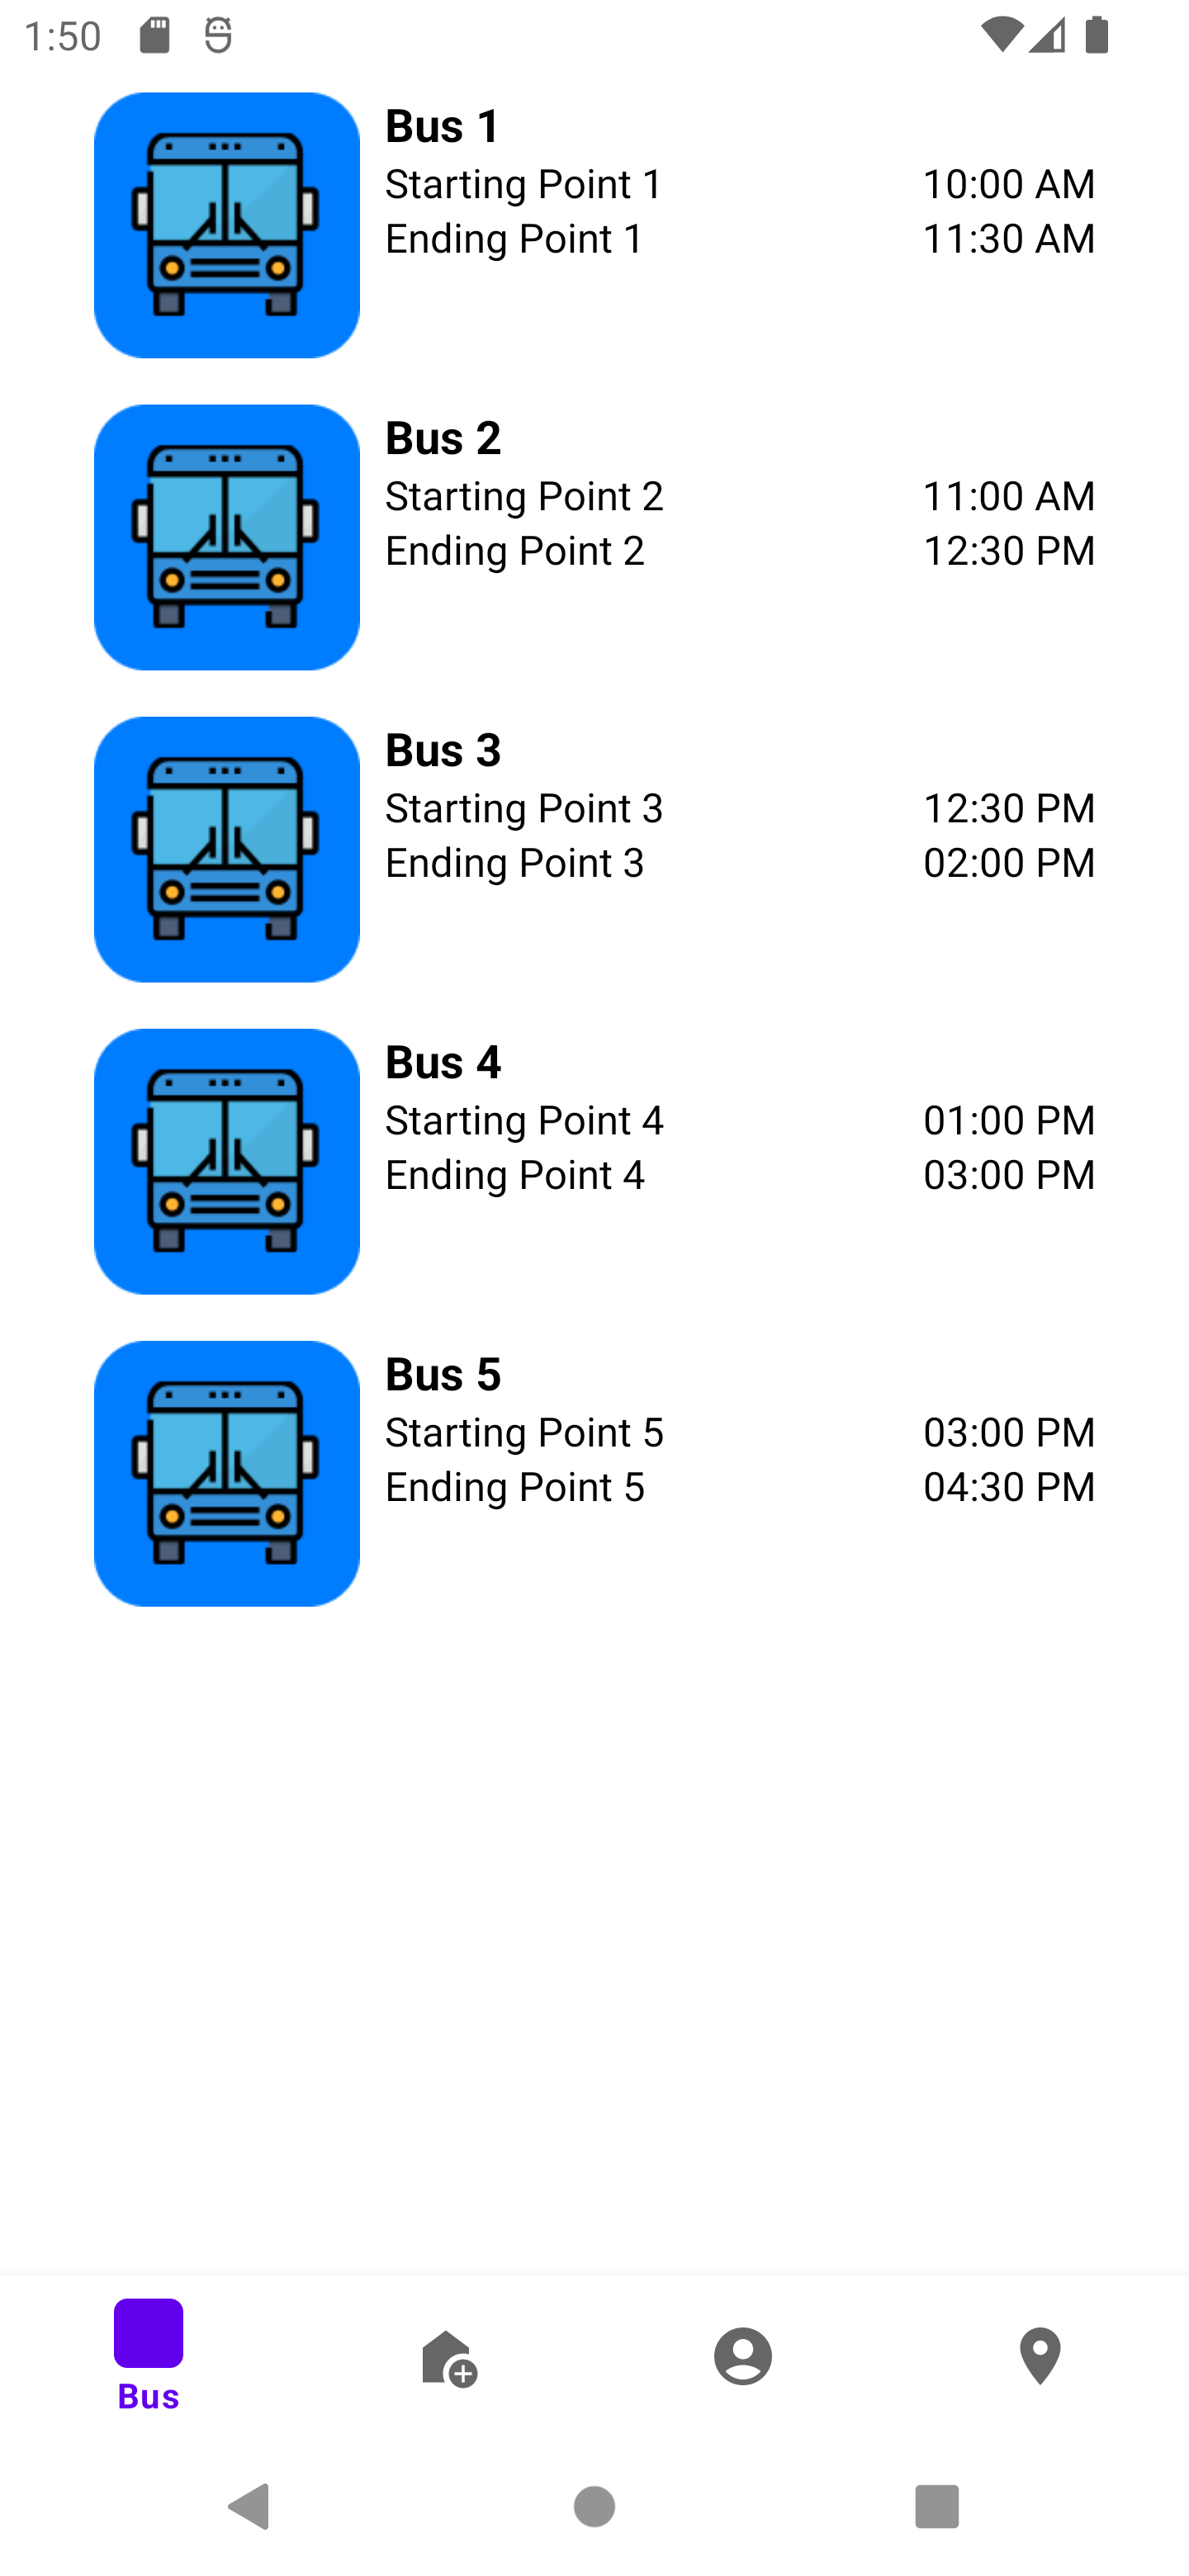 1:50
Bus 1
Starting Point 1 10:00 AM
Ending Point 1 11:30 AM
Bus 2
Starting Point 2 11:00 AM
Ending Point 2 12:30 PM
Bus 3
Starting Point 3 12:30 PM
Ending Point 3 02:00 PM
Bus 4
Starting Point 4 01:00 PM
Ending Point 4 03:00 PM
Bus 5
Starting Point 5 03:00 PM
Ending Point 5 04:30 PM
Bus